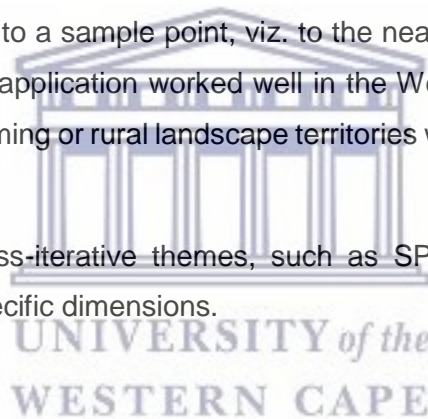 to a sample point, viz. to the nea
application worked well in the We
ning or rural landscape territories w
ss-iterative themes, such as SP
ecific dimensions.
UNIVERSITY of the
WESTERN CAPE